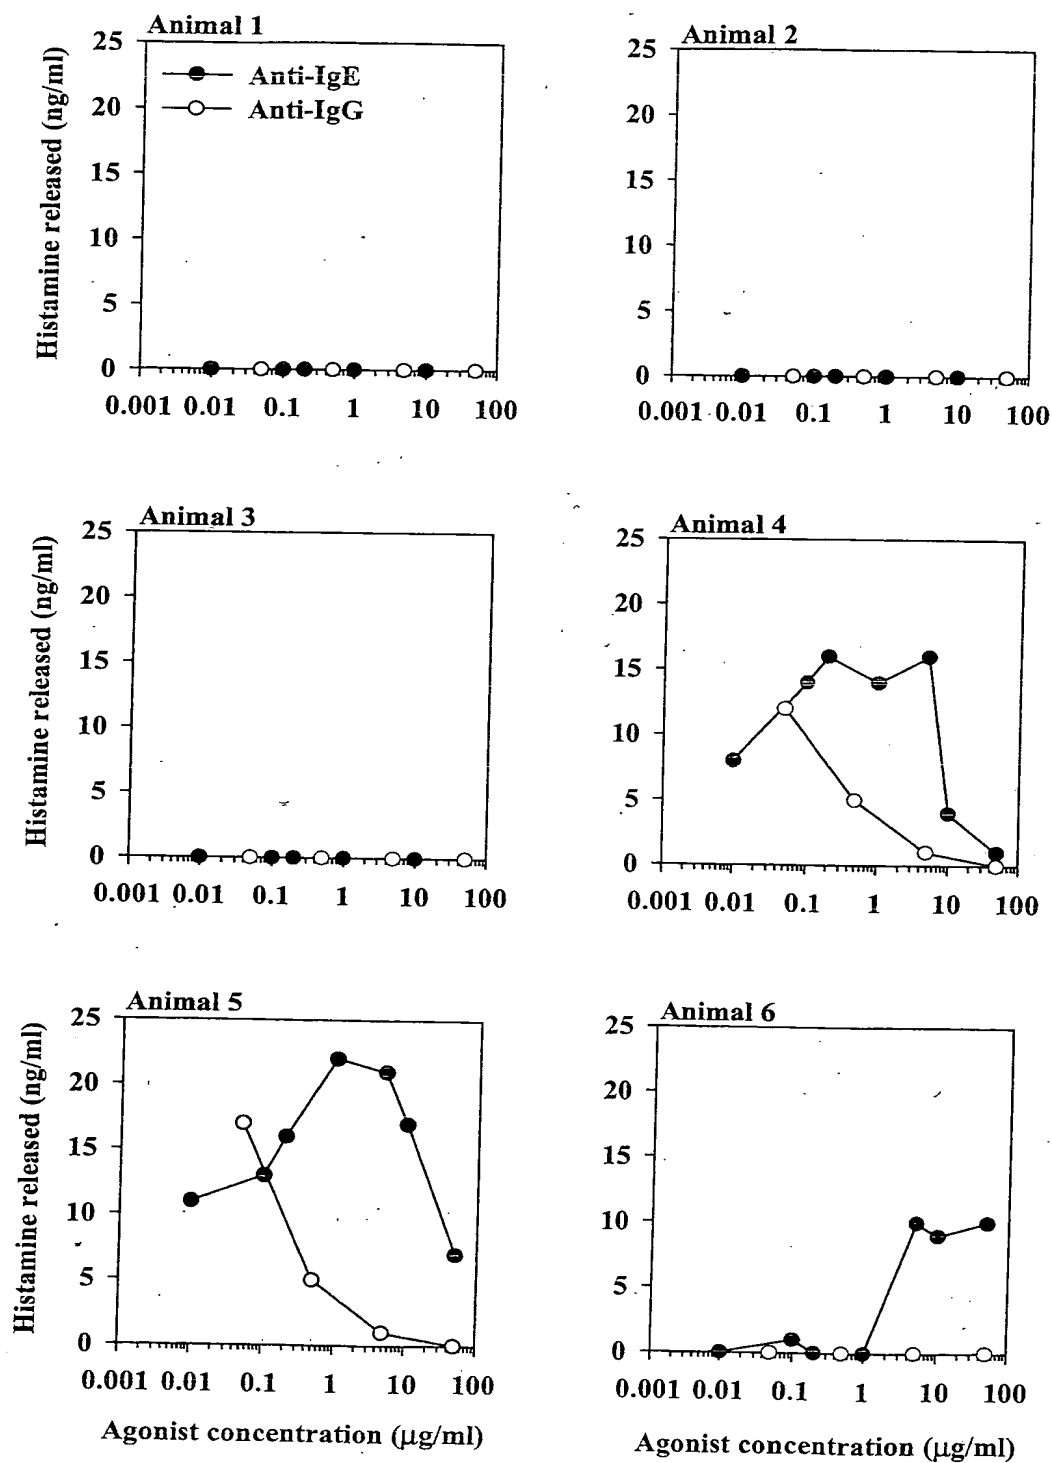 Animal 1
Animal 2
Histamine released (ng/ml)
25
20
15
10
5
0
Anti-IgE
Anti-IgG
0.001 0.01 0.1 1 10 100
25
20
15
10
5
0
0.001 0.01 0.1 1 10 100
Animal 3
Animal 4
Histamine released (ng/ml)
25
20
15
10
5
0
0.001 0.01 0.1 1 10 100
25
20
15
10
5
0
0.001 0.01 0.1 1 10 100
Animal 5
Animal 6
Histamine released (ng/ml)
25
20
15
10
5
0
0.001 0.01 0.1 1 10 100
Agonist concentration (µg/ml)
25
20
15
10
5
0
0.001 0.01 0.1 1 10 100
Agonist concentration (µg/ml)